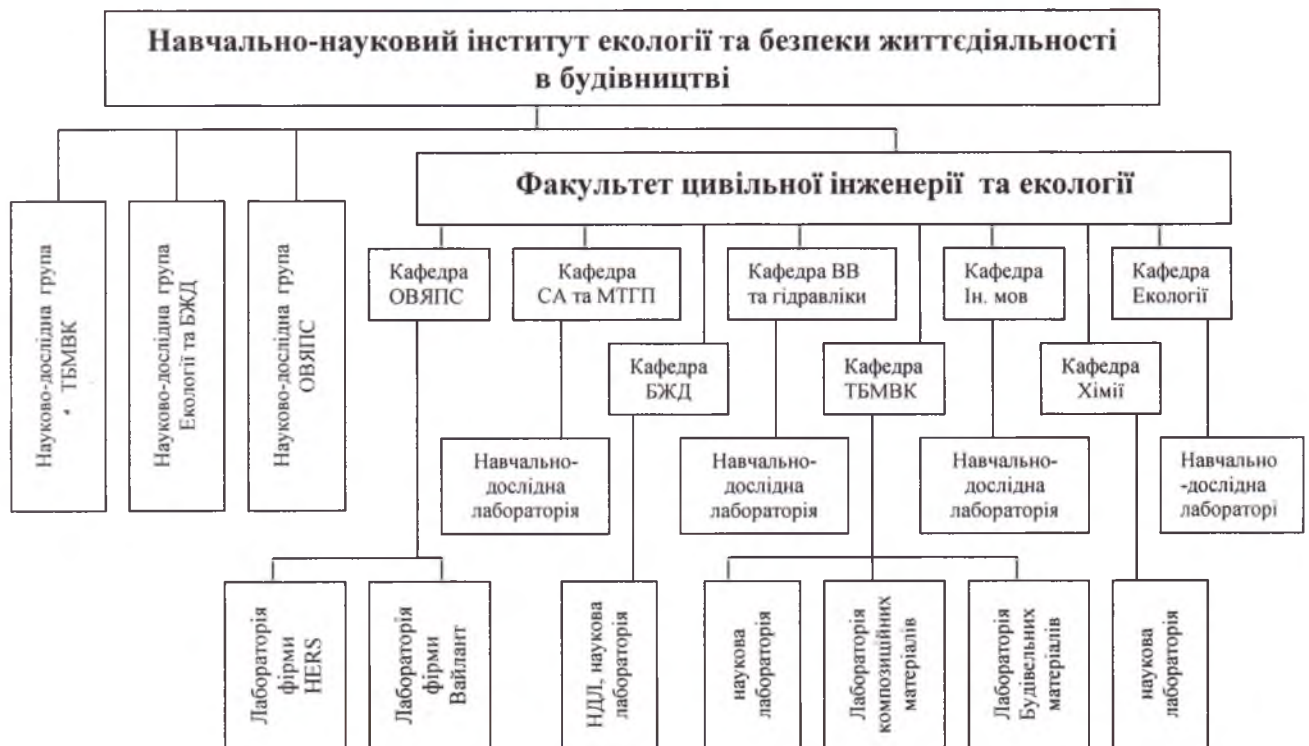 Навчально-науковий інститут екології та безпеки життєдіяльності
в будівництві
Факультет цивільної інженерії та екології
Науково-дослідна група
ТБМВК
Науково-дослідна група
Екології та БЖД
Науково-дослідна група
ОВЯПС
Кафедра
ОВЯПС
Кафедра
СА та МТГП
Кафедра ВВ
та гідравліки
Кафедра
Ін. мов
Кафедра
Екології
Кафедра
БЖД
Кафедра
ТБМВК
Кафедра
Хімії
Навчально-
дослідна
лабораторія
Навчально-
дослідна
лабораторія
Навчально-
дослідна
лабораторія
Навчально
-дослідна
лабораторі
Лабораторія
фірми
HERS
Лабораторія
фірми
Вайлант
НДЛ, наукова
лабораторія
наукова
лабораторія
Лабораторія
композиційних
матеріалів
Лабораторія
Будівельних
матеріалів
наукова
лабораторія